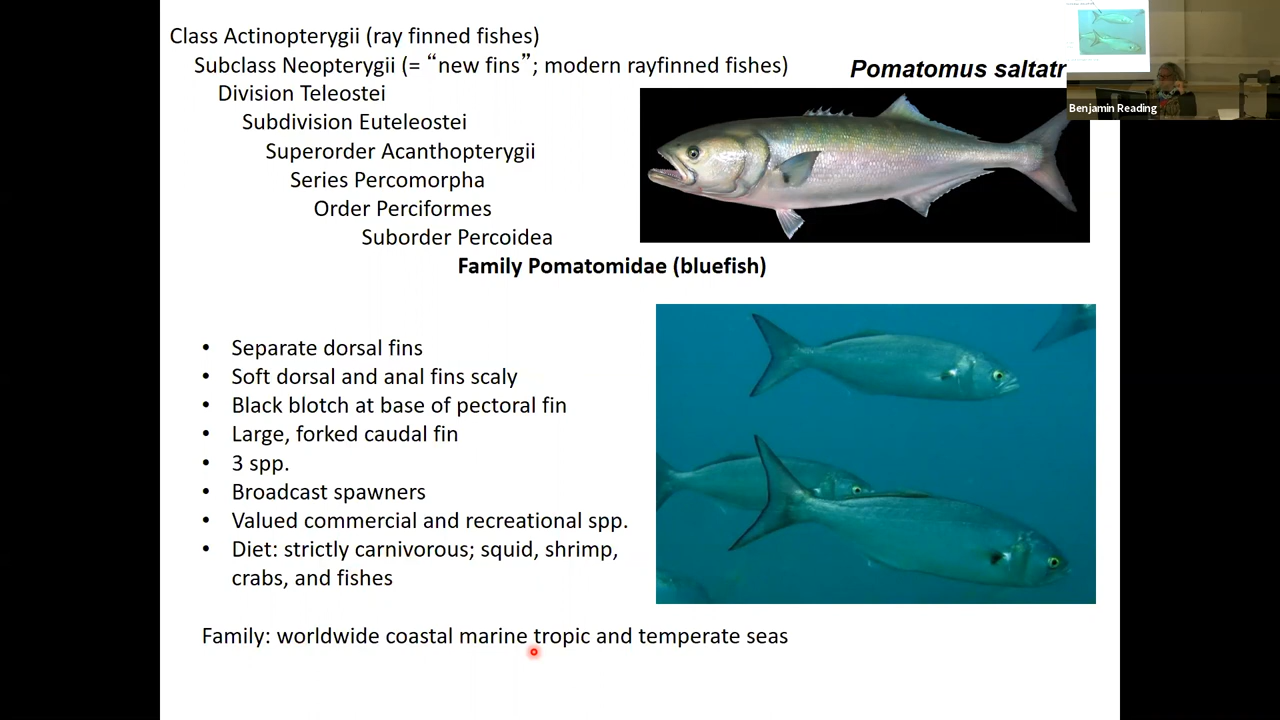 Class Actinopterygii (ray finned fishes)
Subclass Neopterygii (= “new fins”; modern rayfinned fishes)
Division Teleostei
Subdivision Euteleostei
Superorder Acanthopterygii
Series Percomorpha
Order Perciformes
Suborder Percoidea
Family Pomatomidae (bluefish)
Pomatomus saltatr
Benjamin Reading
• Separate dorsal fins
• Soft dorsal and anal fins scaly
• Black blotch at base of pectoral fin
• Large, forked caudal fin
• 3 spp.
• Broadcast spawners
• Valued commercial and recreational spp.
• Diet: strictly carnivorous; squid, shrimp,
crabs, and fishes
Family: worldwide coastal marine tropic and temperate seas